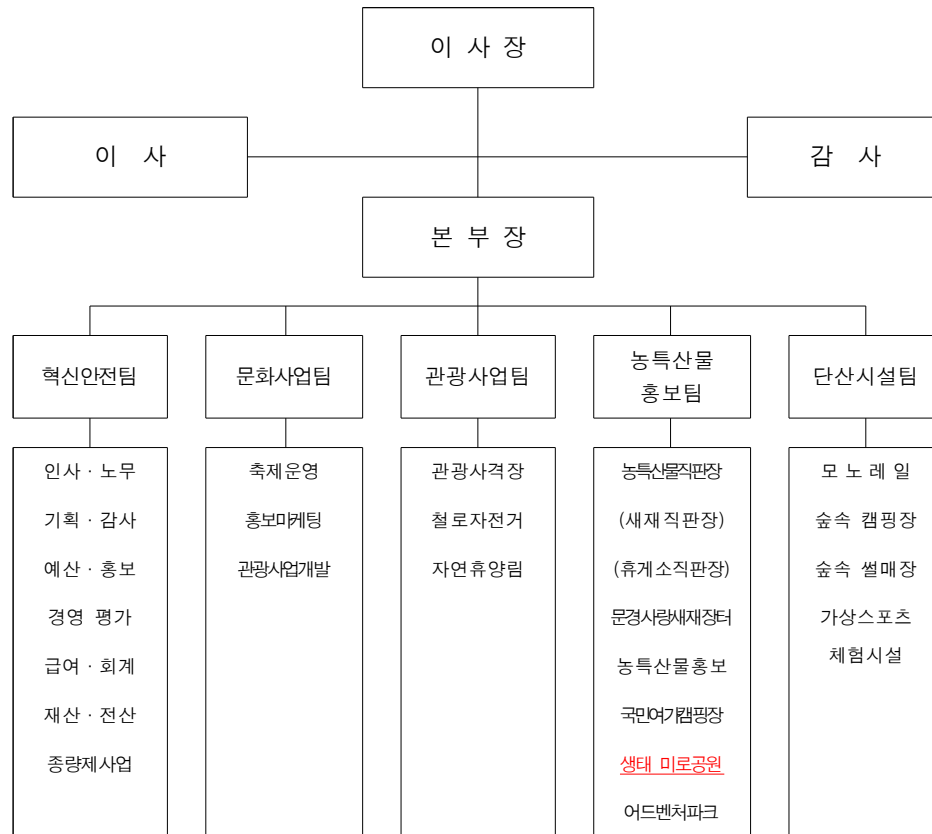 이 사 장
이 사
감 사
본 부 장
혁신안전팀
문화사업팀
관광사업팀
농특산물
홍보팀
단산시설팀
인사 · 노무
기획 · 감사
예산 · 홍보
경영 평가
급여 · 회계
재산 · 전산
종량제사업
축제운영
홍보마케팅
관광사업개발
관광사격장
철로자전거
자연휴양림
농특산물직판장
(새재직판장)
(휴게소직판장)
문경사랑새재장터
농특산물홍보
국민여가캠핑장
생태 미로공원
어드벤처파크
모 노 레 일
숲속 캠핑장
숲속 썰매장
가상스포츠
체험시설